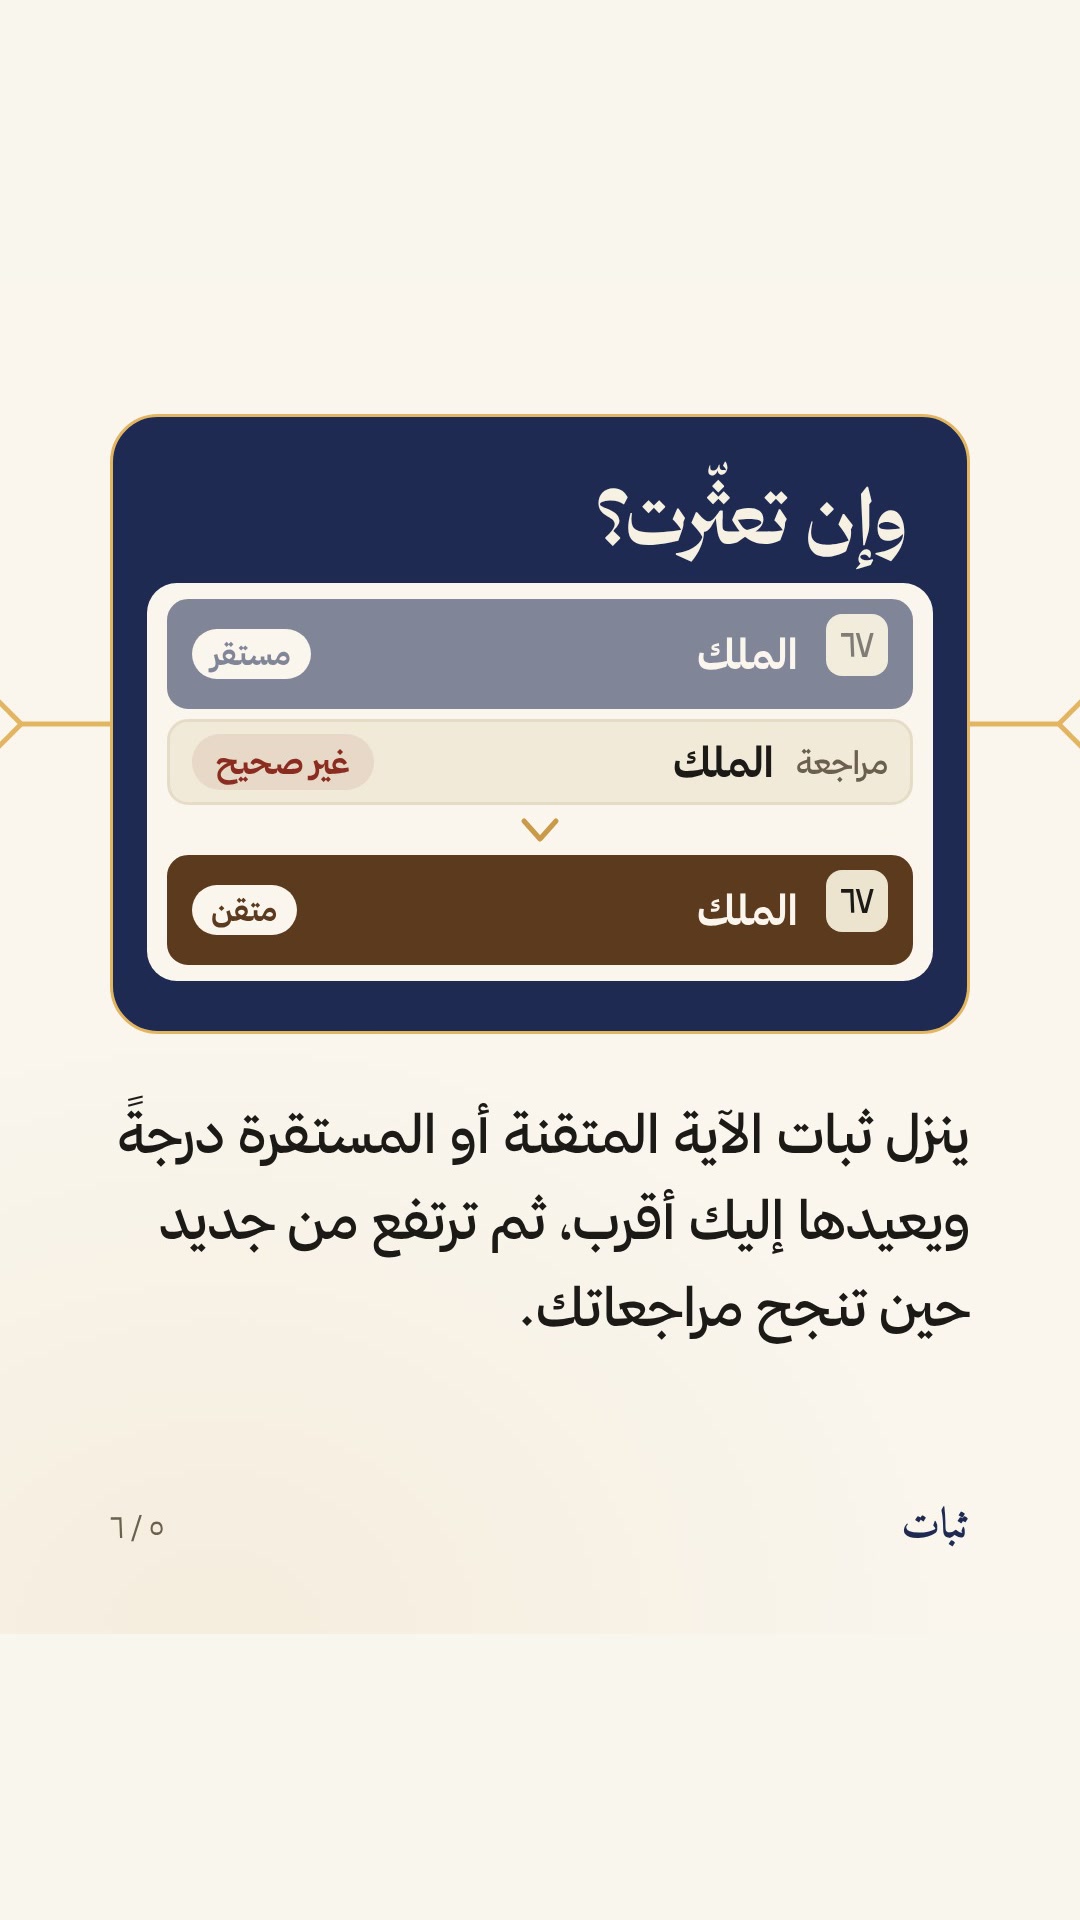 وإن تعثّرت؟
٦٧ الملك مستقر
مراجعة الملك غير صحيح
٦٧ الملك متقن
ينزل ثبات الآية المتقنة أو المستقرة درجةً
ويعيدها إليك أقرب، ثم ترتفع من جديد
حين تنجح مراجعاتك.
ثبات
٥ / ٦